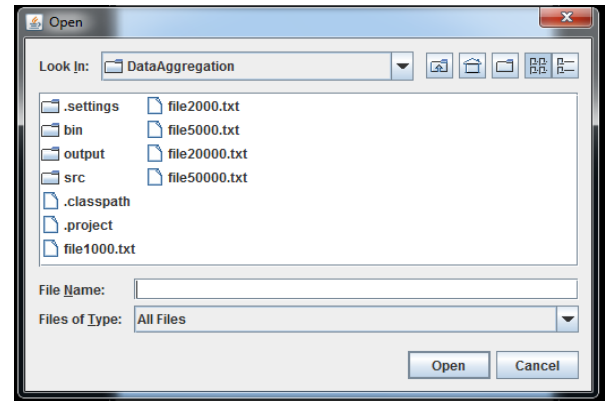 Open
Look In: DataAggregation
.settings file2000.txt
bin file5000.txt
output file20000.txt
src file50000.txt
.classpath
.project
file1000.txt
File Name:
Files of Type: All Files
Open Cancel